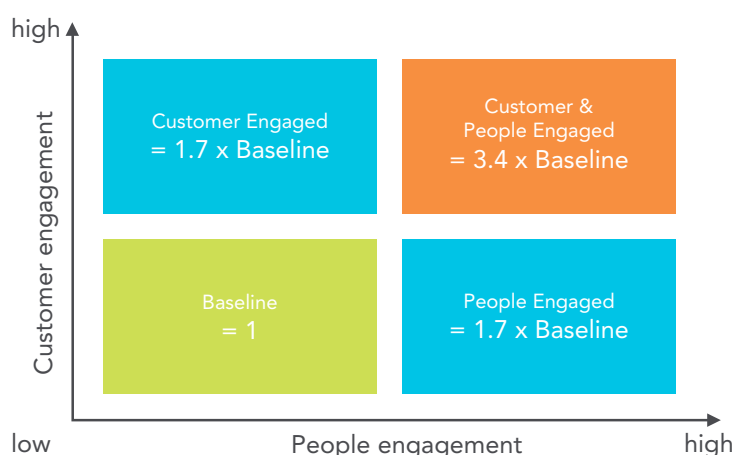 high
Customer engagement
Customer Engaged
= 1.7 x Baseline
Customer &
People Engaged
= 3.4 x Baseline
Baseline
= 1
People Engaged
= 1.7 x Baseline
low
People engagement
high